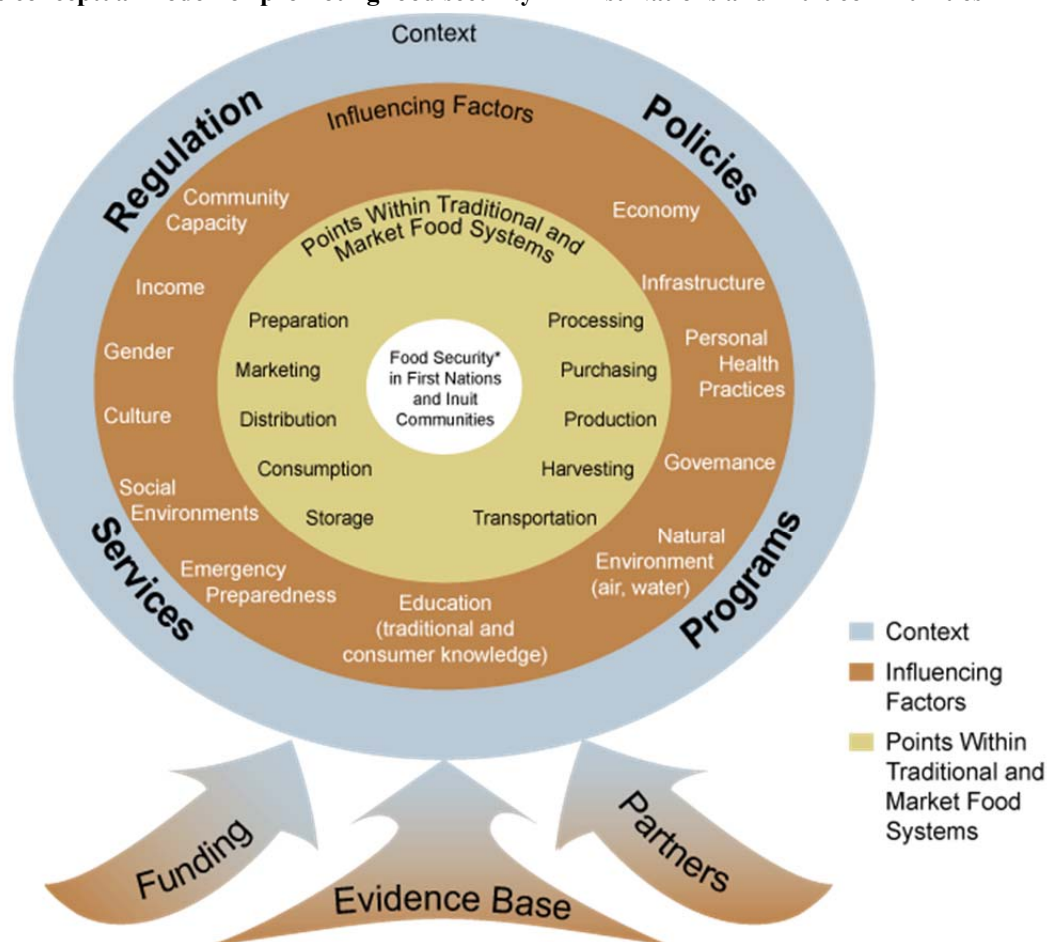 Context
Regulation
Policies
Influencing Factors
Community
Capacity
Economy
Points Within Traditional and
Market Food Systems
Income
Infrastructure
Preparation
Processing
Gender
Personal
Health
Practices
Food Security*
in First Nations
and Inuit
Communities
Marketing
Purchasing
Culture
Distribution
Production
Consumption
Harvesting
Governance
Social
Environments
Storage
Transportation
Services
Natural
Environment
(air, water)
Programs
Emergency
Preparedness
Education
(traditional and
consumer knowledge)
Context
Influencing
Factors
Points Within
Traditional and
Market Food
Systems
Funding
Evidence Base
Partners